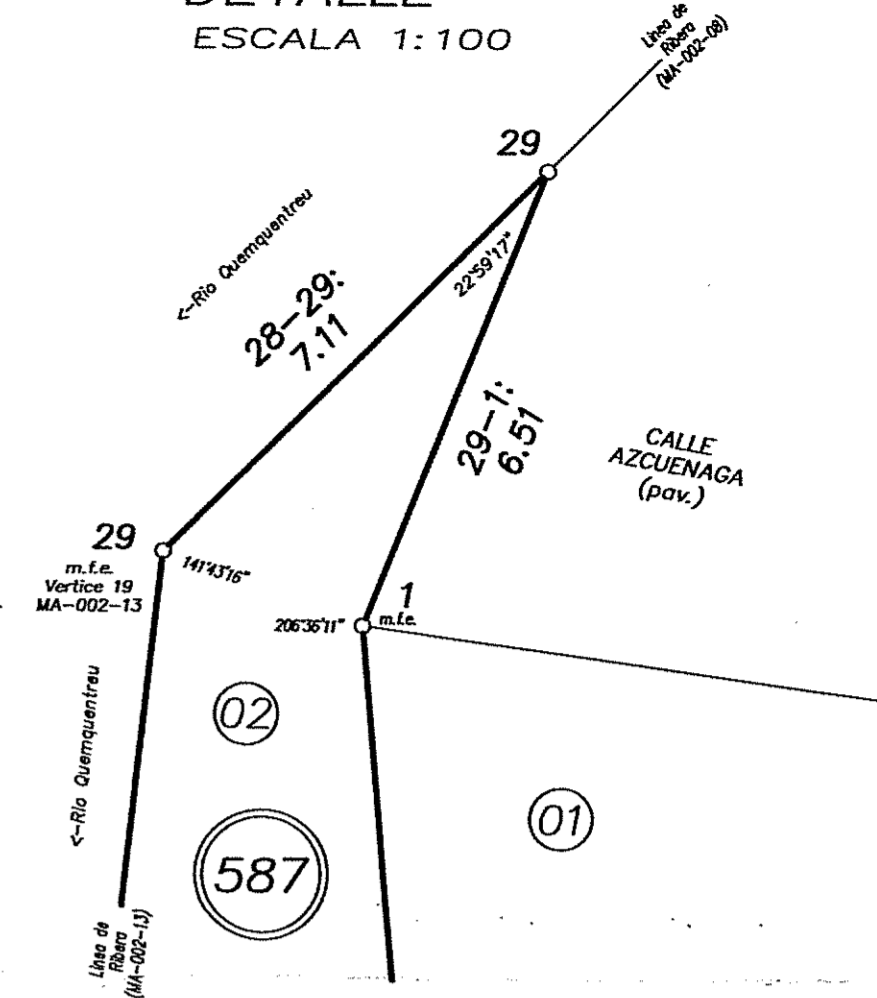 DETALLE
ESCALA 1:100
Linea de
Ribera
(MA-002-08)
29
<-Rio Quemquentreu
22°59'17"
28-29:
7.11
29-1:
6.51
CALLE
AZCUENAGA
(pav.)
29
m.f.e.
Vertice 19
MA-002-13
141°43'16"
1
m.f.e.
206°36'11"
<-Rio Quemquentreu
02
01
587
Linea de
Ribera
(MA-002-13)